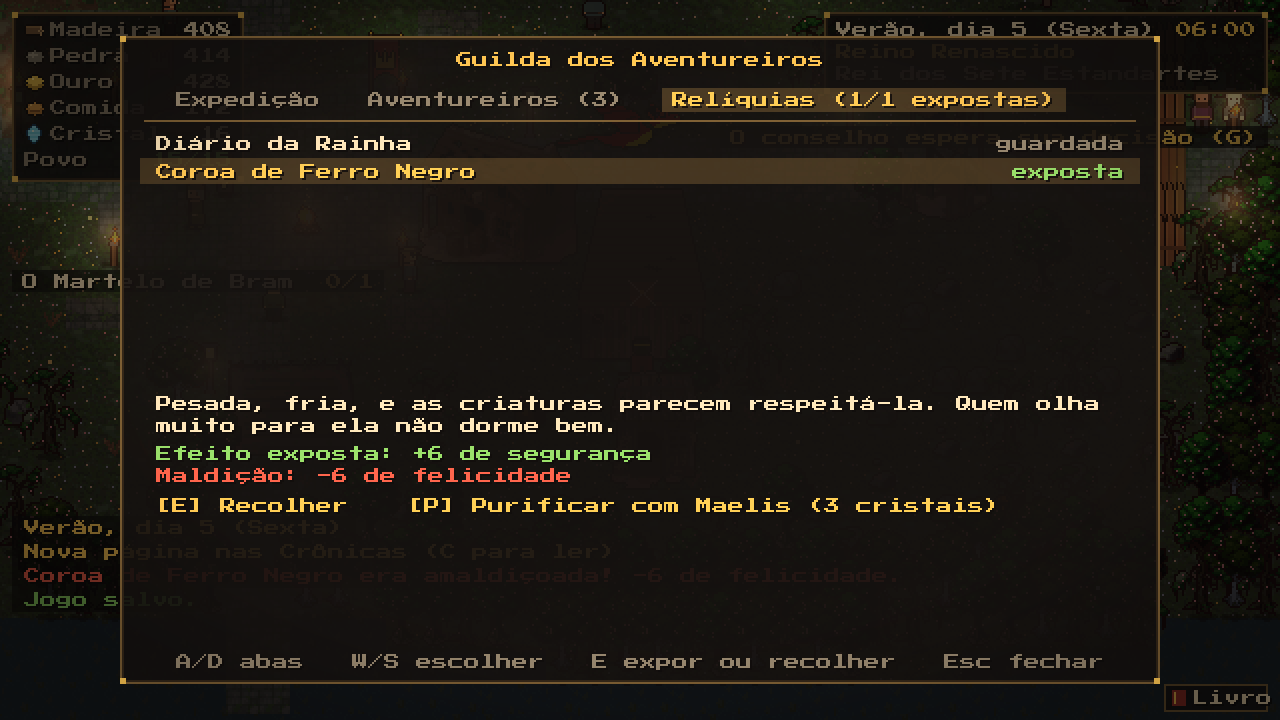 Madeira 408
Pedra 414
Ouro 428
Comida 172
Cristais
Povo
Verão, dia 5 (Sexta) 06:00
Reino Renascido
Rei dos Sete Estandartes
O conselho espera sua decisão (G)
Guilda dos Aventureiros
Expedição Aventureiros (3) Relíquias (1/1 expostas)
Diário da Rainha guardada
Coroa de Ferro Negro exposta
O Martelo de Bram 0/1
Pesada, fria, e as criaturas parecem respeitá-la. Quem olha
muito para ela não dorme bem.
Efeito exposta: +6 de segurança
Maldição: -6 de felicidade
[E] Recolher [P] Purificar com Maelis (3 cristais)
Verão, dia 5 (Sexta)
Nova página nas Crônicas (C para ler)
Coroa de Ferro Negro era amaldiçoada! -6 de felicidade.
Jogo salvo.
A/D abas W/S escolher E expor ou recolher Esc fechar
Livro